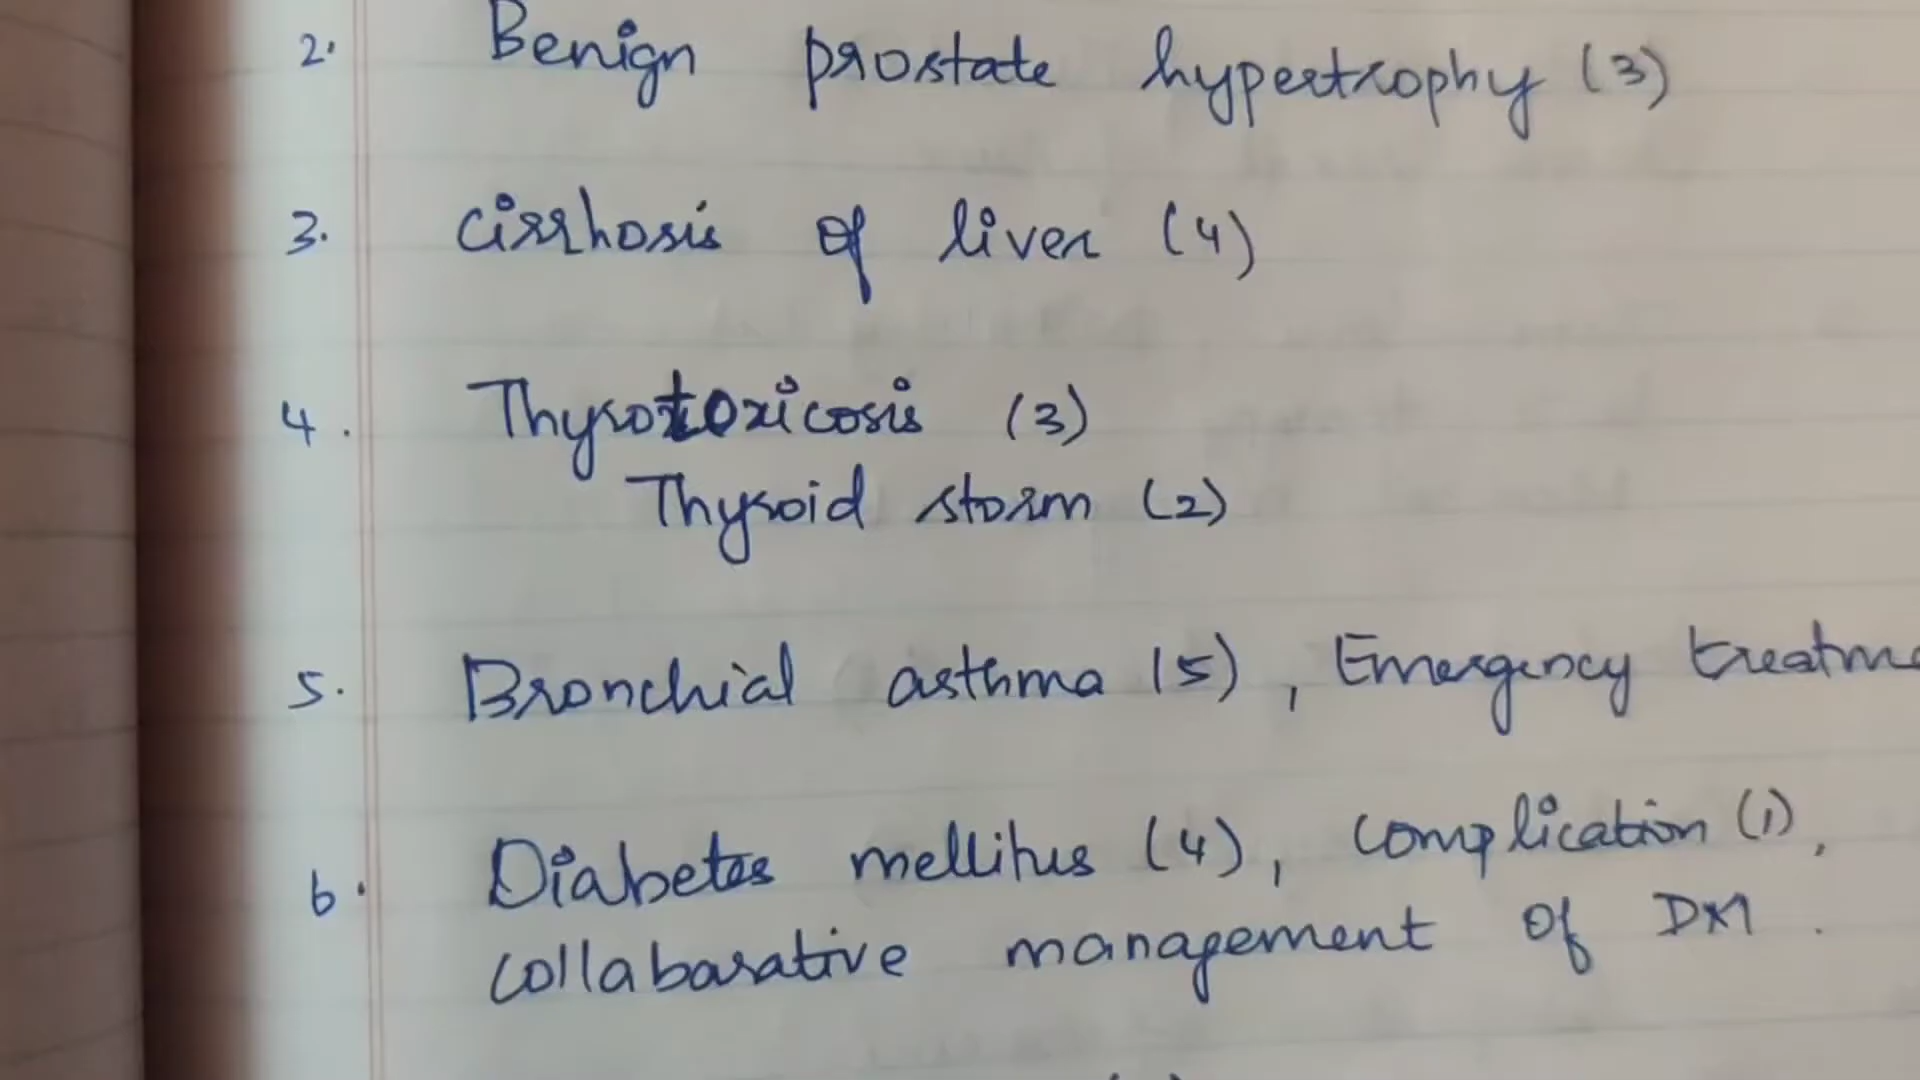 2. Benign prostate hypertrophy (3)
3. Cirrhosis of liver (4)
4. Thyrotoxicosis (3)
Thyroid storm (2)
5. Bronchial asthma (5), Emergency treatme
6. Diabetes mellitus (4), complication (1),
collabarative management of DM.